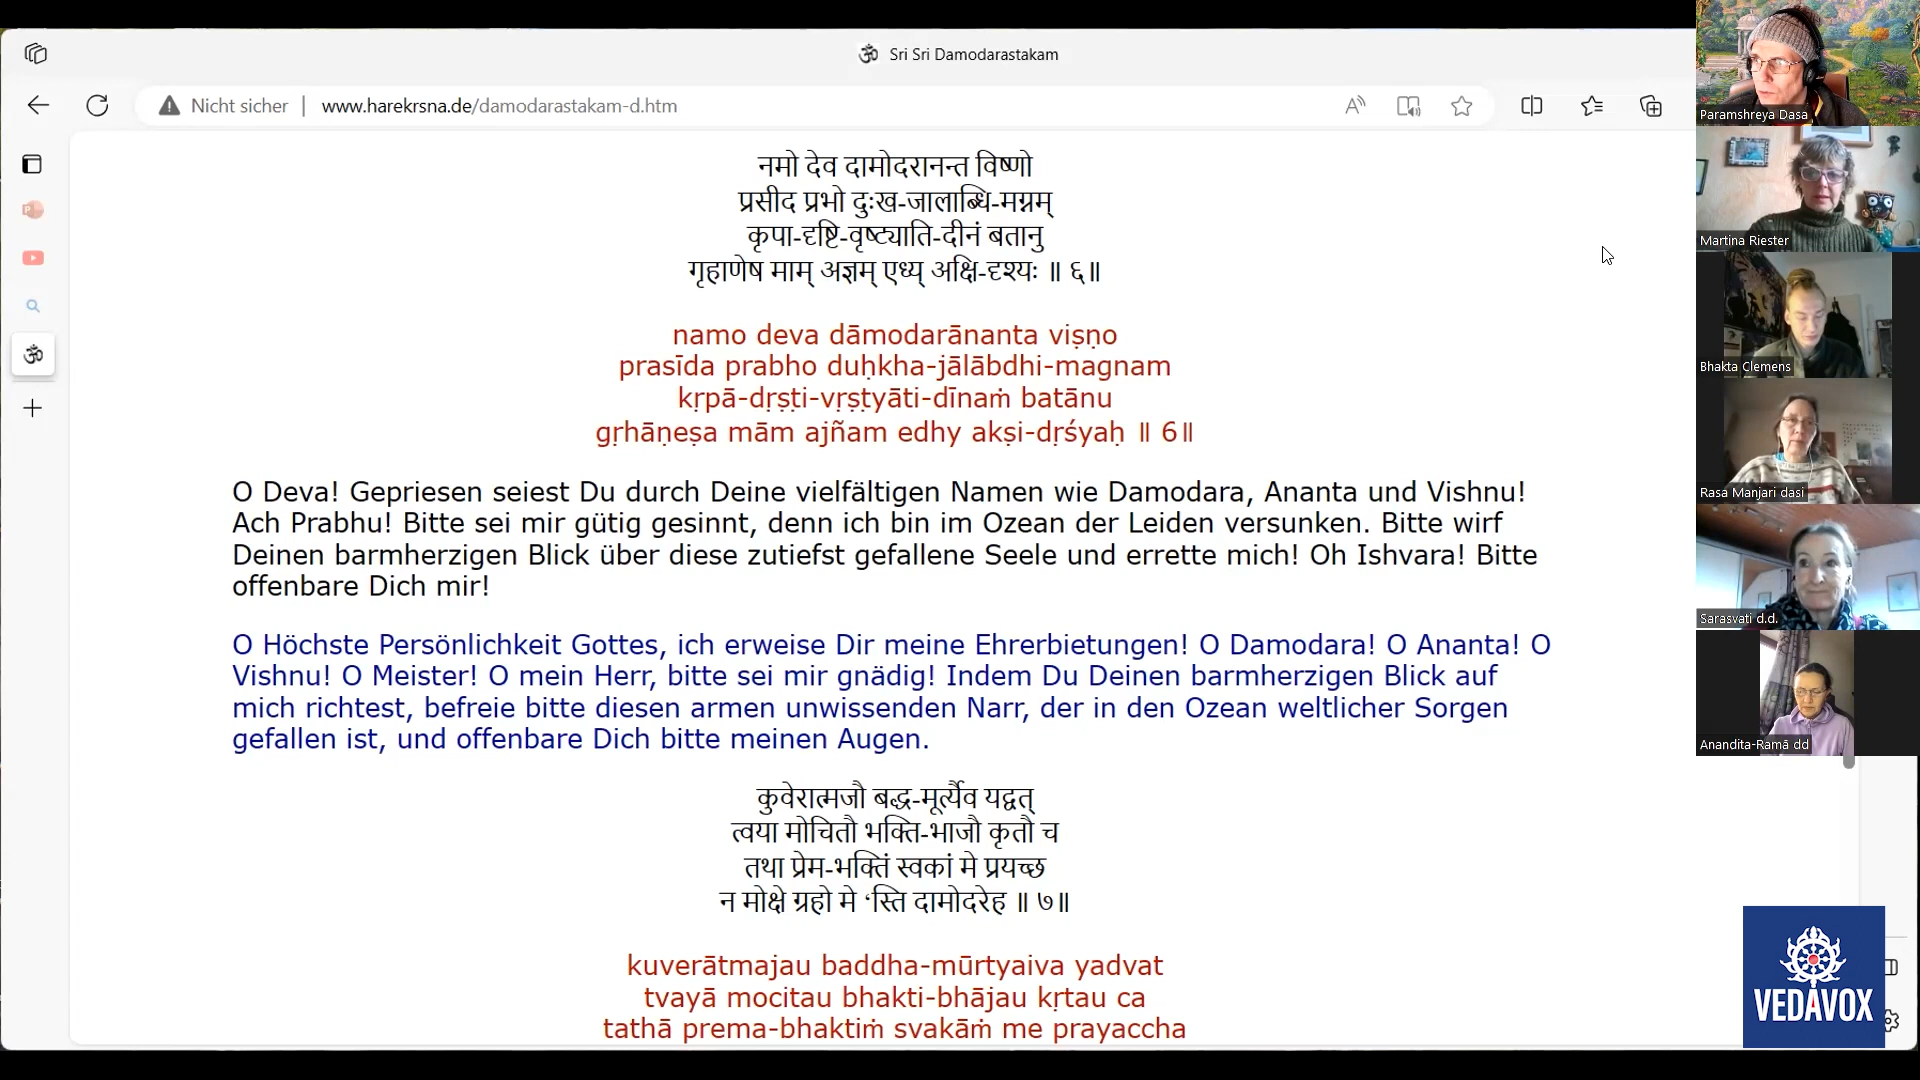 Sri Sri Damodarastakam
Nicht sicher | www.harekrsna.de/damodarastakam-d.htm
नमो देव दामोदरानन्त विष्णो
प्रसीद प्रभो दुःख-जालाब्धि-मग्नम्
कृपा-दृष्टि-वृष्ट्याति-दीनं बतानु
गृहाणेष माम् अज्ञम् एध्य् अक्षि-दृश्यः ॥ ६॥
namo deva dāmodarānanta viṣṇo
prasīda prabho duḥkha-jālābdhi-magnam
kṛpā-dṛṣṭi-vṛṣṭyāti-dīnaṁ batānu
gṛhāṇeṣa mām ajñam edhy akṣi-dṛśyaḥ ॥ 6॥
O Deva! Gepriesen seiest Du durch Deine vielfältigen Namen wie Damodara, Ananta und Vishnu!
Ach Prabhu! Bitte sei mir gütig gesinnt, denn ich bin im Ozean der Leiden versunken. Bitte wirf
Deinen barmherzigen Blick über diese zutiefst gefallene Seele und errette mich! Oh Ishvara! Bitte
offenbare Dich mir!
O Höchste Persönlichkeit Gottes, ich erweise Dir meine Ehrerbietungen! O Damodara! O Ananta! O
Vishnu! O Meister! O mein Herr, bitte sei mir gnädig! Indem Du Deinen barmherzigen Blick auf
mich richtest, befreie bitte diesen armen unwissenden Narr, der in den Ozean weltlicher Sorgen
gefallen ist, und offenbare Dich bitte meinen Augen.
कुवेरात्मजौ बद्ध-मूर्त्यैव यद्वत्
त्वया मोचितौ भक्ति-भाजौ कृतौ च
तथा प्रेम-भक्तिं स्वकां मे प्रयच्छ
न मोक्षे ग्रहो मे ‘स्ति दामोदरेह ॥ ७॥
kuverātmajau baddha-mūrtyaiva yadvat
tvayā mocitau bhakti-bhājau kṛtau ca
tathā prema-bhaktiṁ svakāṁ me prayaccha
Paramshreya Dasa
Martina Riester
Bhakta Clemens
Rasa Manjari dasi
Sarasvati d.d.
Anandita-Ramā dd
VEDAVOX